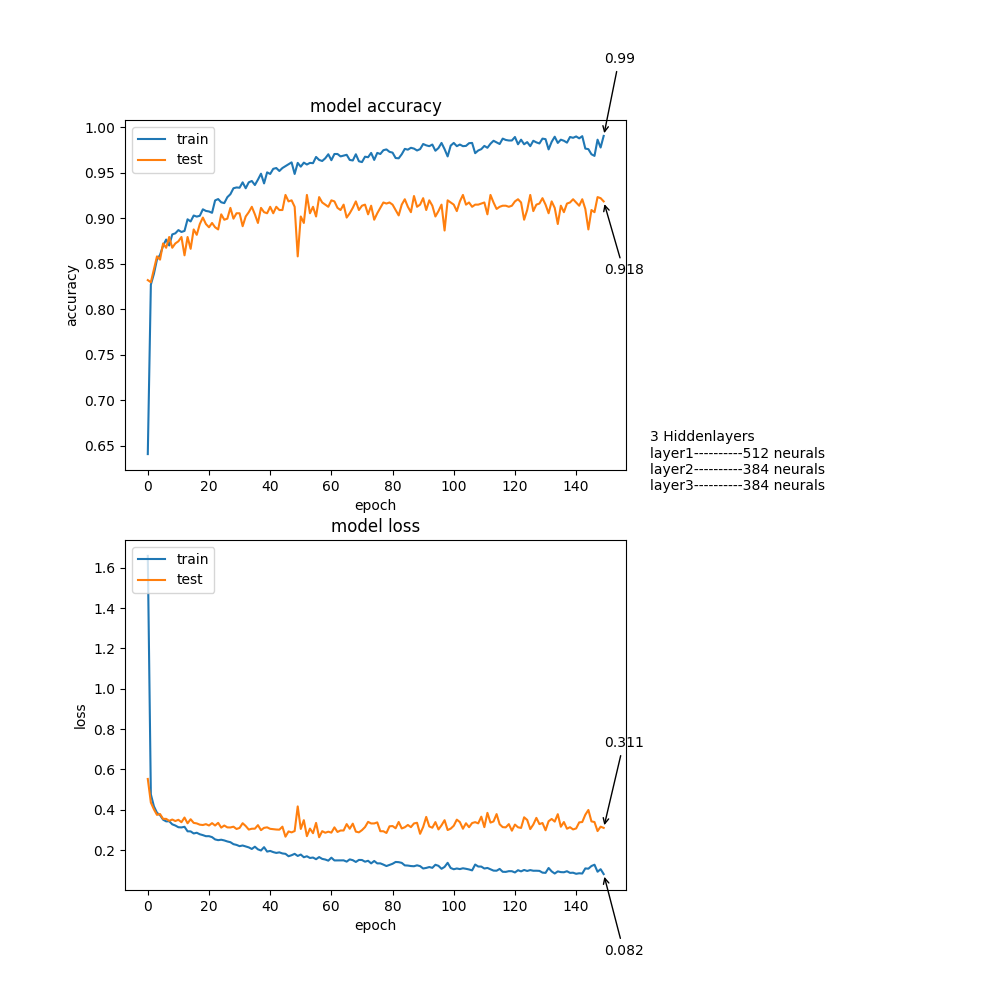 0.99
model accuracy
1.00
0.95
0.90
0.85
0.80
0.75
0.70
0.65
accuracy
train
test
0.918
0 20 40 60 80 100 120 140
epoch
3 Hiddenlayers
layer1----------512 neurals
layer2----------384 neurals
layer3----------384 neurals
model loss
1.6
1.4
1.2
1.0
0.8
0.6
0.4
0.2
loss
train
test
0.311
0 20 40 60 80 100 120 140
epoch
0.082